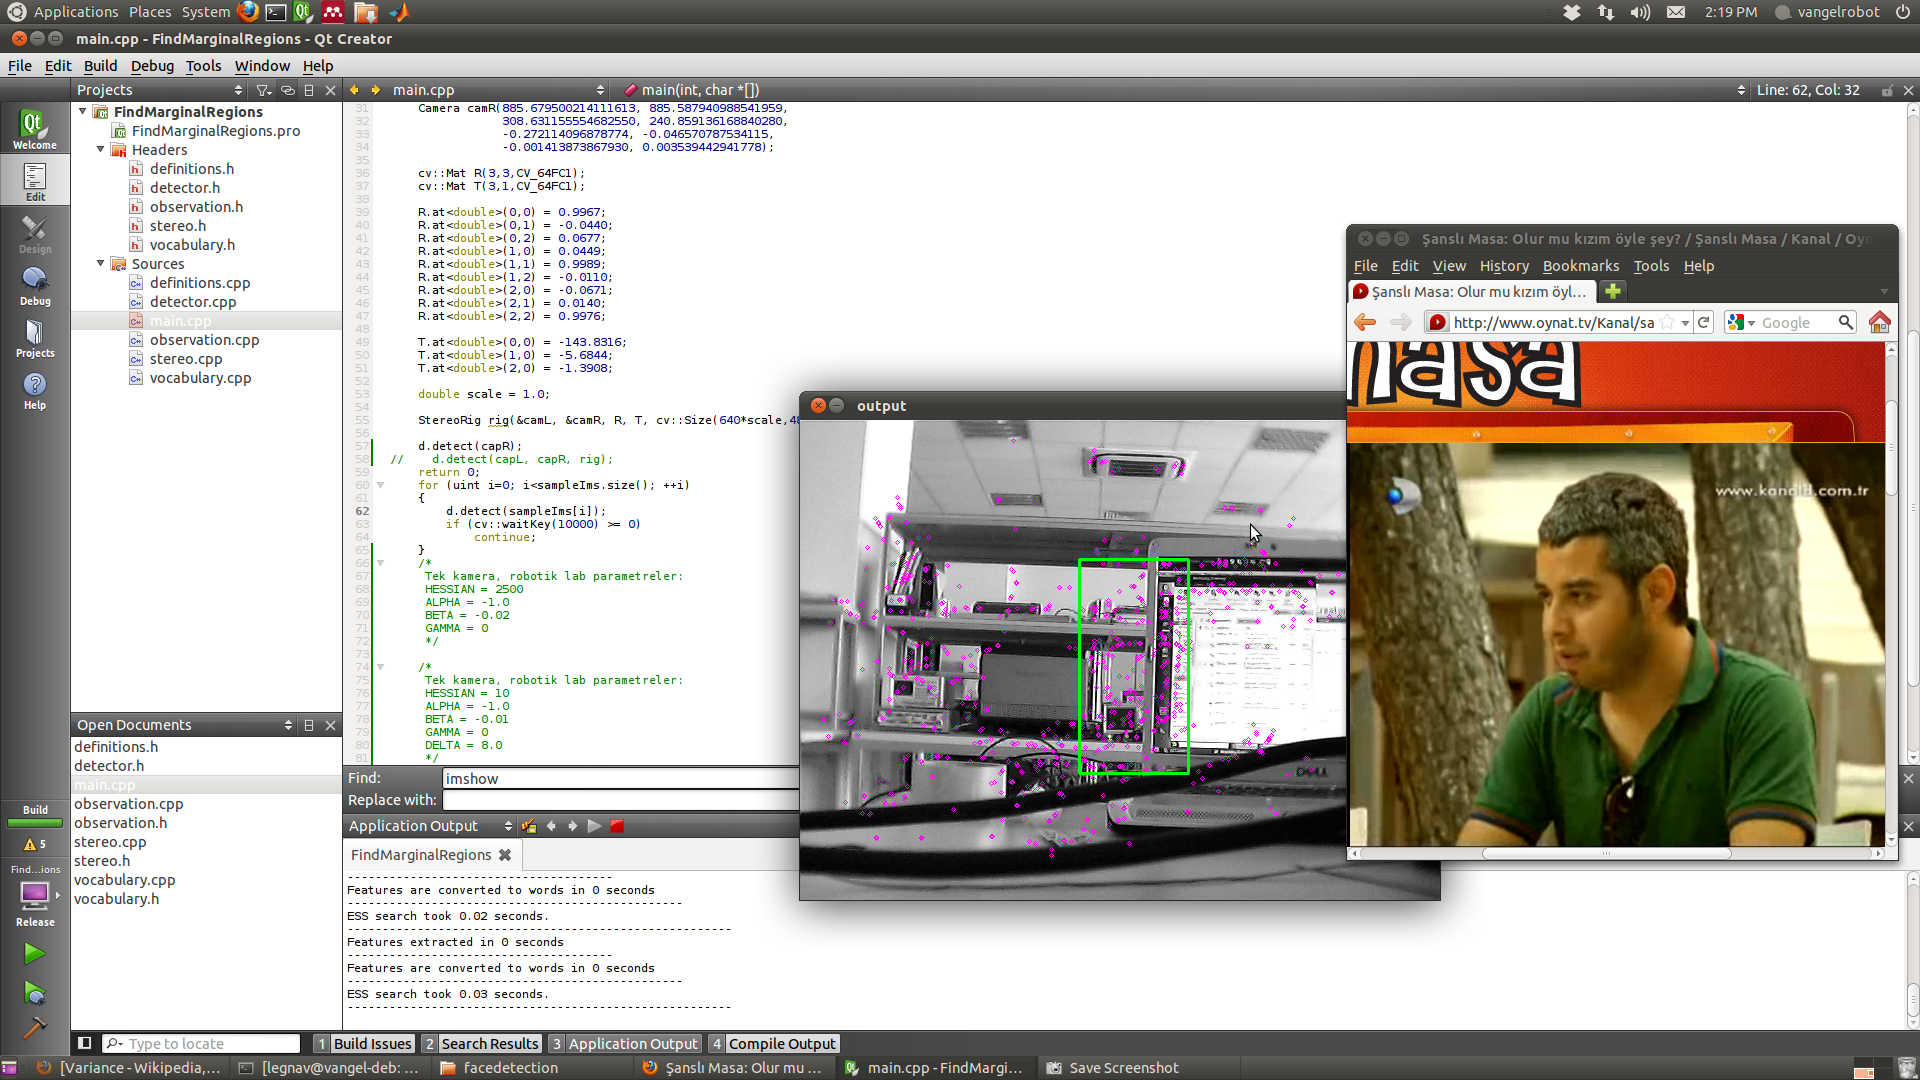 Applications Places System
2:19 PM vangelrobot
main.cpp - FindMarginalRegions - Qt Creator
File Edit Build Debug Tools Window Help
Projects
main.cpp
main(int, char *[])
Line: 62, Col: 32
Welcome
Edit
Design
Debug
Projects
Help
FindMarginalRegions
FindMarginalRegions.pro
Headers
definitions.h
detector.h
observation.h
stereo.h
vocabulary.h
Sources
definitions.cpp
detector.cpp
main.cpp
observation.cpp
stereo.cpp
vocabulary.cpp
31 Camera camR(885.679500214111613, 885.587940988541959,
32 308.631155554682550, 240.859136168840280,
33 -0.272114096878774, -0.046570787534115,
34 -0.001413873867930, 0.003539442941778);
35
36 cv::Mat R(3,3,CV_64FC1);
37 cv::Mat T(3,1,CV_64FC1);
38
39 R.at<double>(0,0) = 0.9967;
40 R.at<double>(0,1) = -0.0440;
41 R.at<double>(0,2) = 0.0677;
42 R.at<double>(1,0) = 0.0449;
43 R.at<double>(1,1) = 0.9989;
44 R.at<double>(1,2) = -0.0110;
45 R.at<double>(2,0) = -0.0671;
46 R.at<double>(2,1) = 0.0140;
47 R.at<double>(2,2) = 0.9976;
48
49 T.at<double>(0,0) = -143.8316;
50 T.at<double>(1,0) = -5.6844;
51 T.at<double>(2,0) = -1.3908;
52
53 double scale = 1.0;
54
55 StereoRig rig(&camL, &camR, R, T, cv::Size(640*scale,48
56
57 d.detect(capR);
58 // d.detect(capL, capR, rig);
59 return 0;
60 for (uint i=0; i<sampleIms.size(); ++i)
61 {
62 d.detect(sampleIms[i]);
63 if (cv::waitKey(10000) >= 0)
64 continue;
65 }
66 /*
67 Tek kamera, robotik lab parametreler:
68 HESSIAN = 2500
69 ALPHA = -1.0
70 BETA = -0.02
71 GAMMA = 0
72 */
73
74 /*
75 Tek kamera, robotik lab parametreler:
76 HESSIAN = 10
77 ALPHA = -1.0
78 BETA = -0.01
79 GAMMA = 0
80 DELTA = 8.0
81 */
Open Documents
definitions.h
detector.h
main.cpp
observation.cpp
observation.h
stereo.cpp
stereo.h
vocabulary.cpp
vocabulary.h
Build
5
Find...ions
Release
Find: imshow
Replace with:
Application Output
FindMarginalRegions
Features are converted to words in 0 seconds
ESS search took 0.02 seconds.
Features extracted in 0 seconds
Features are converted to words in 0 seconds
ESS search took 0.03 seconds.
output
Şanslı Masa: Olur mu kızım öyle şey? / Şanslı Masa / Kanal / Oyn
File Edit View History Bookmarks Tools Help
Şanslı Masa: Olur mu kızım öyl...
http://www.oynat.tv/Kanal/sa
Google
Masa
www.kanald.com.tr
Type to locate
1 Build Issues 2 Search Results 3 Application Output 4 Compile Output
[Variance - Wikipedia,...
[legnav@vangel-deb: ...
facedetection
Şanslı Masa: Olur mu ...
main.cpp - FindMargi...
Save Screenshot